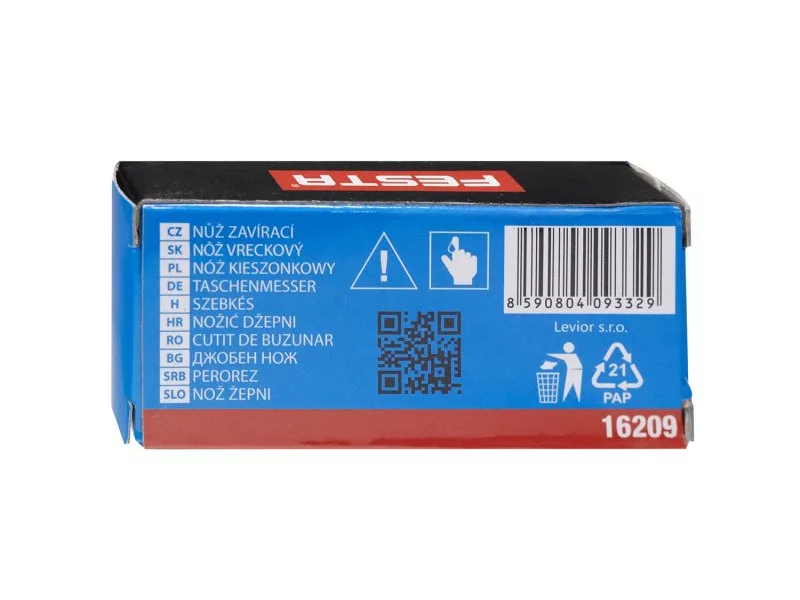 FESTA®
CZ NŮŽ ZAVÍRACÍ
SK NÔŽ VRECKOVÝ
PL NÓŻ KIESZONKOWY
DE TASCHENMESSER
H SZEBKÉS
HR NOŽIĆ DŽEPNI
RO CUTIT DE BUZUNAR
BG ДЖОБЕН НОЖ
SRB PEROREZ
SLO NOŽ ŽEPNI
8 590804 093329
Levior s.r.o.
21
PAP
16209